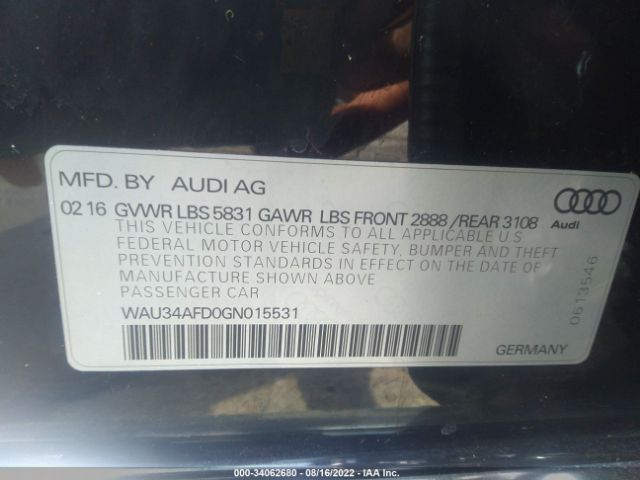 MFD. BY AUDI AG
02 16 GVWR LBS 5831 GAWR LBS FRONT 2888 /REAR 3108
THIS VEHICLE CONFORMS TO ALL APPLICABLE U.S
FEDERAL MOTOR VEHICLE SAFETY, BUMPER AND THEFT
PREVENTION STANDARDS IN EFFECT ON THE DATE OF
MANUFACTURE SHOWN ABOVE
PASSENGER CAR
WAU34AFD0GN015531
Audi
0613546
GERMANY
000-34062680 - 08/16/2022 - IAA Inc.